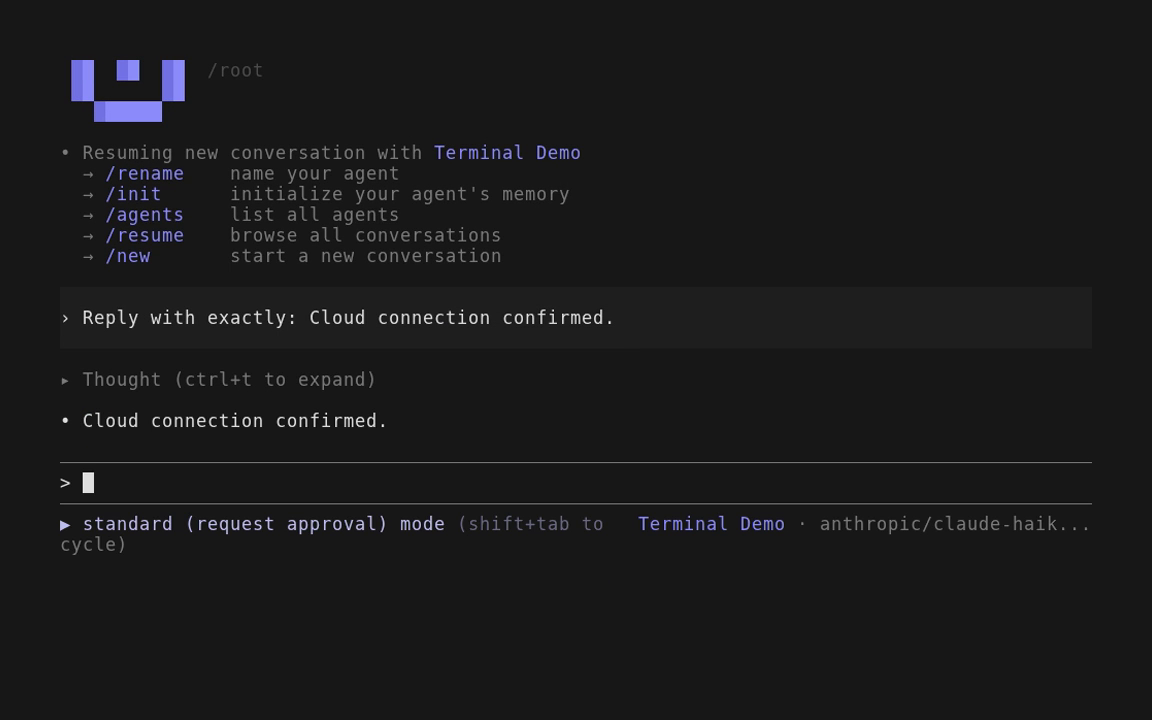 /root
• Resuming new conversation with Terminal Demo
→ /rename    name your agent
→ /init      initialize your agent's memory
→ /agents    list all agents
→ /resume    browse all conversations
→ /new       start a new conversation
› Reply with exactly: Cloud connection confirmed.
▸ Thought (ctrl+t to expand)
• Cloud connection confirmed.
>
▶ standard (request approval) mode (shift+tab to   Terminal Demo · anthropic/claude-haik...
cycle)